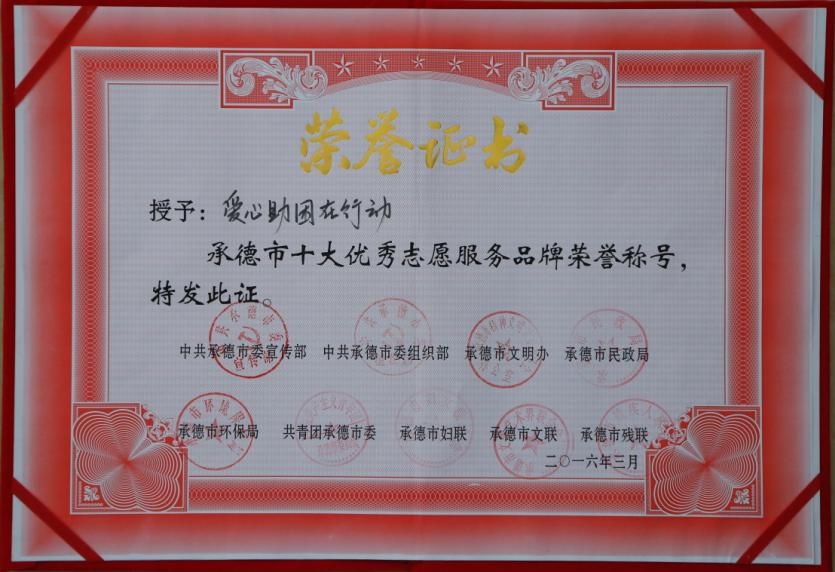 荣誉证书
授予：爱心助困在行动
承德市十大优秀志愿服务品牌荣誉称号，
特发此证。
中共承德市委宣传部 中共承德市委组织部 承德市文明办 承德市民政局
承德市环保局 共青团承德市委 承德市妇联 承德市文联 承德市残联
二〇一六年三月